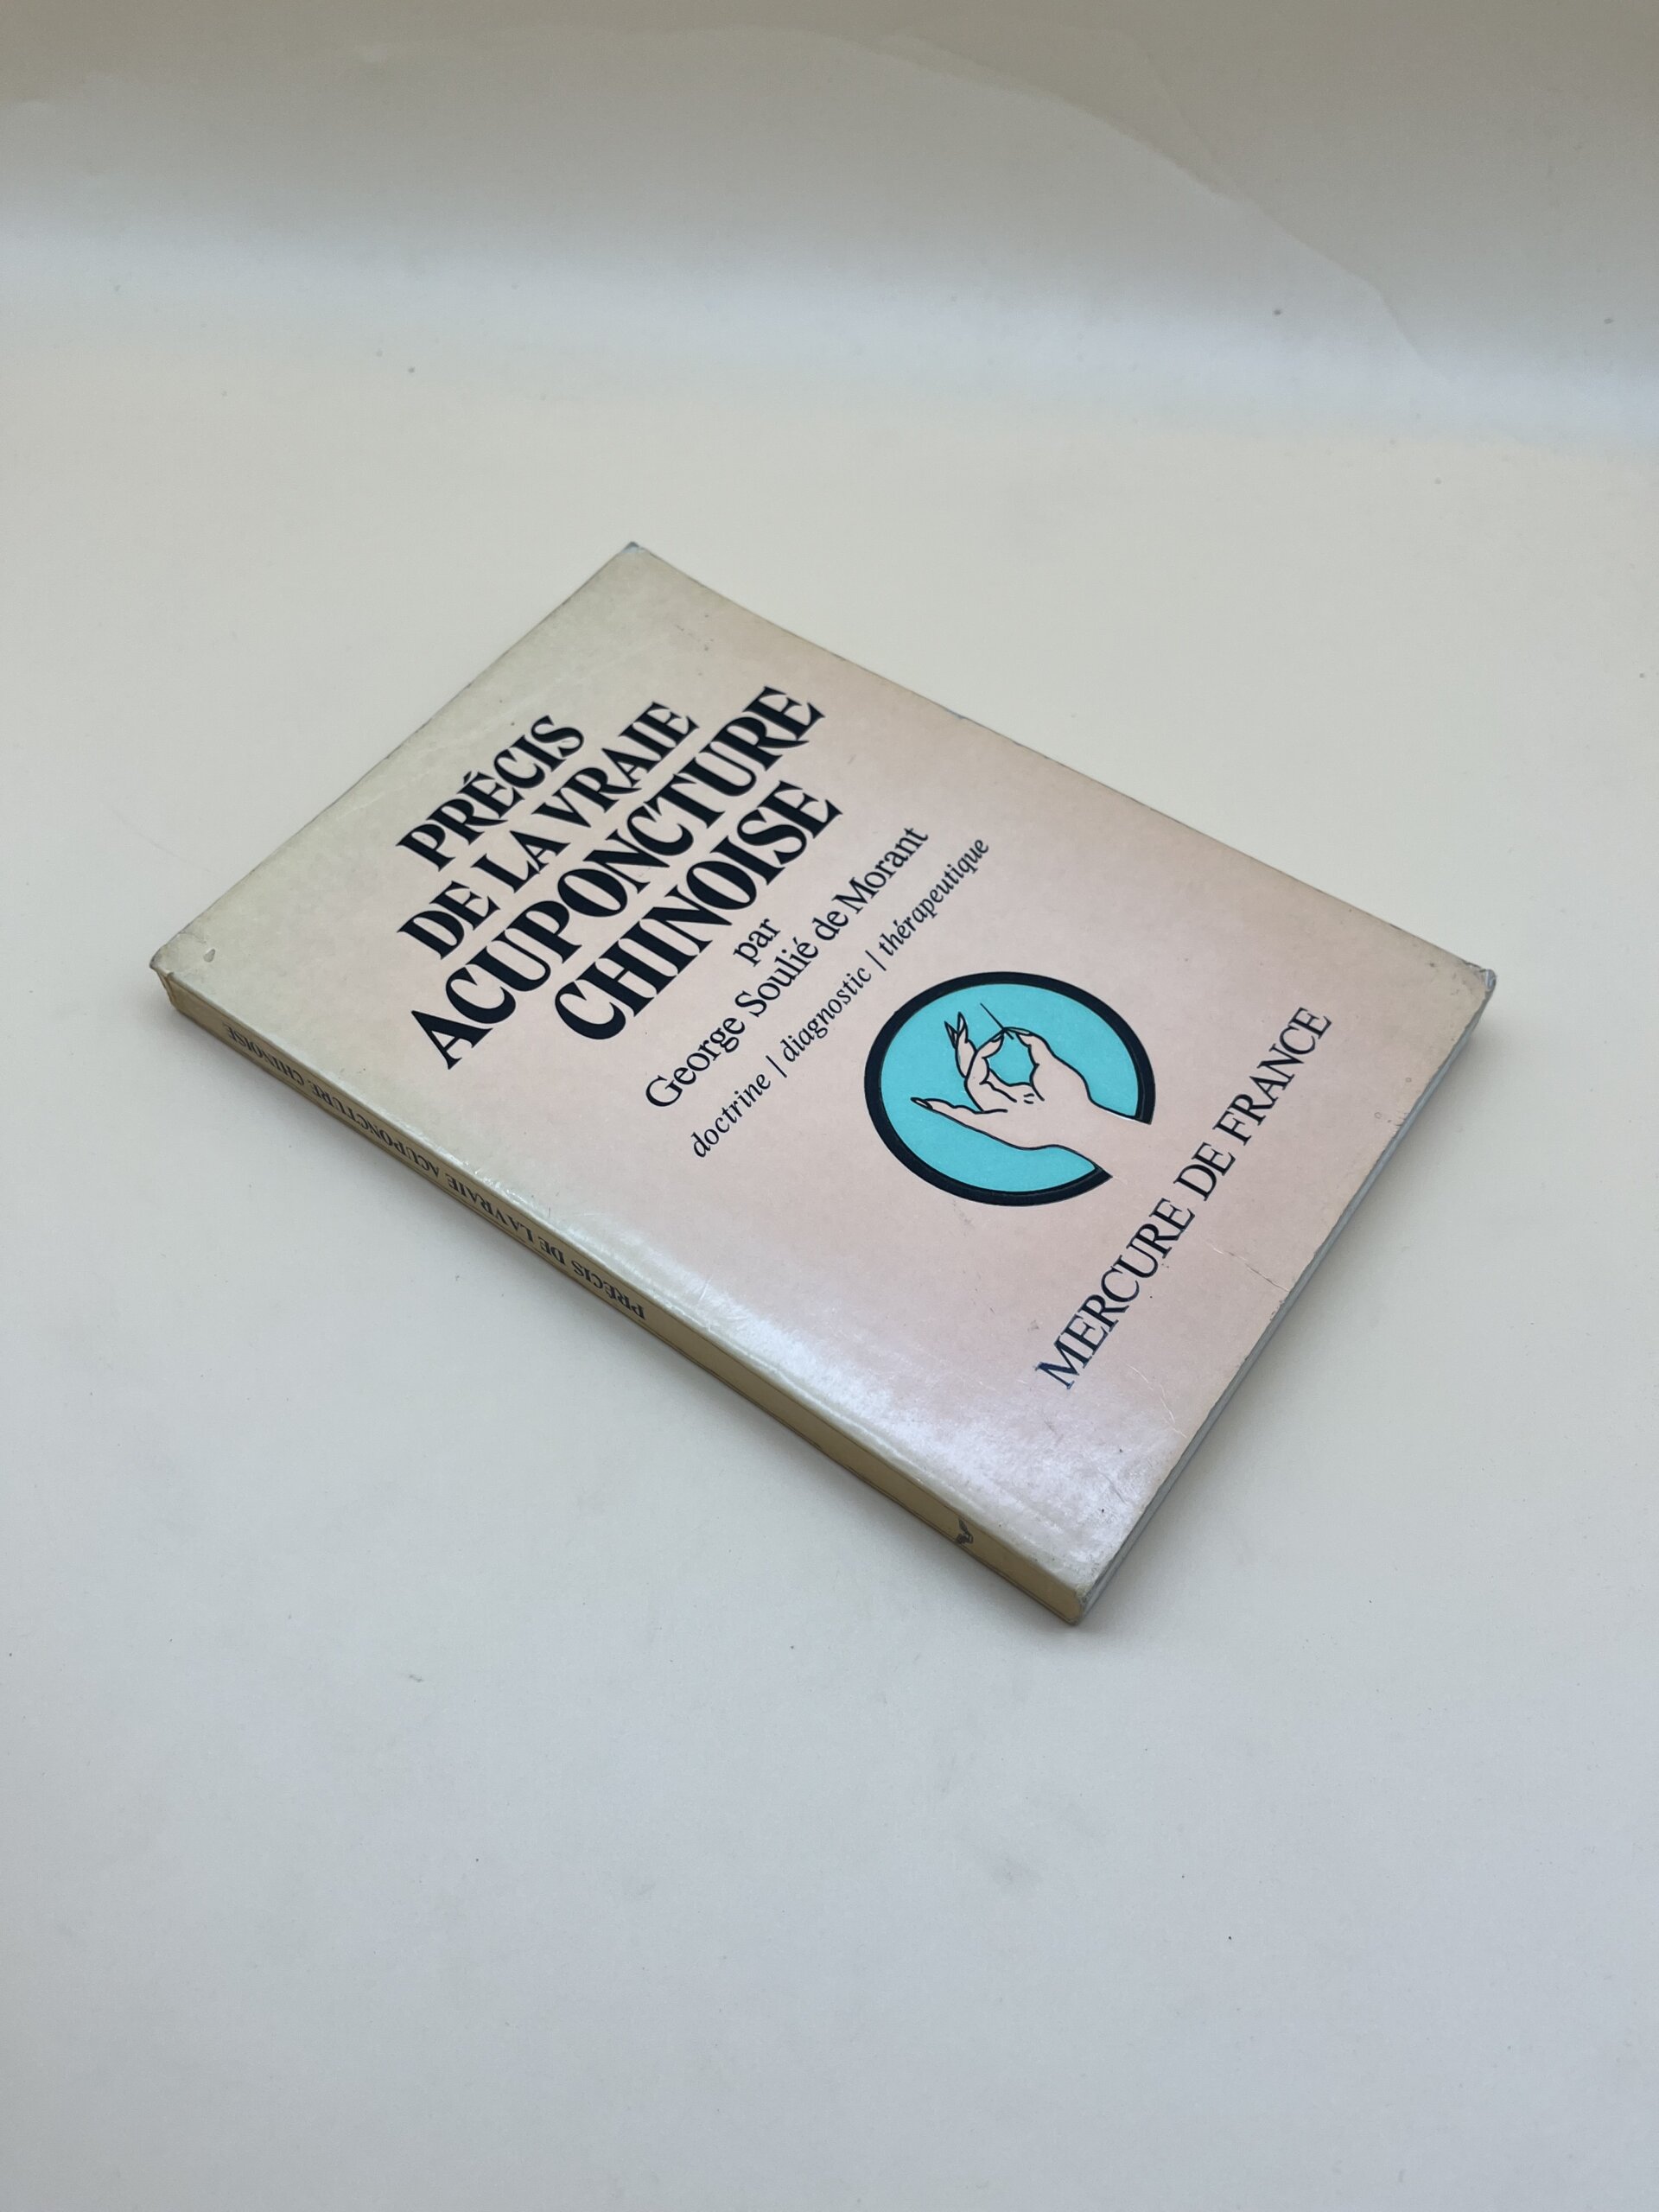 PRÉCIS
DE LA VRAIE
ACUPONCTURE
CHINOISE
par
George Soulié de Morant
doctrine / diagnostic / thérapeutique
MERCURE DE FRANCE
PRÉCIS DE LA VRAIE ACUPONCTURE CHINOISE